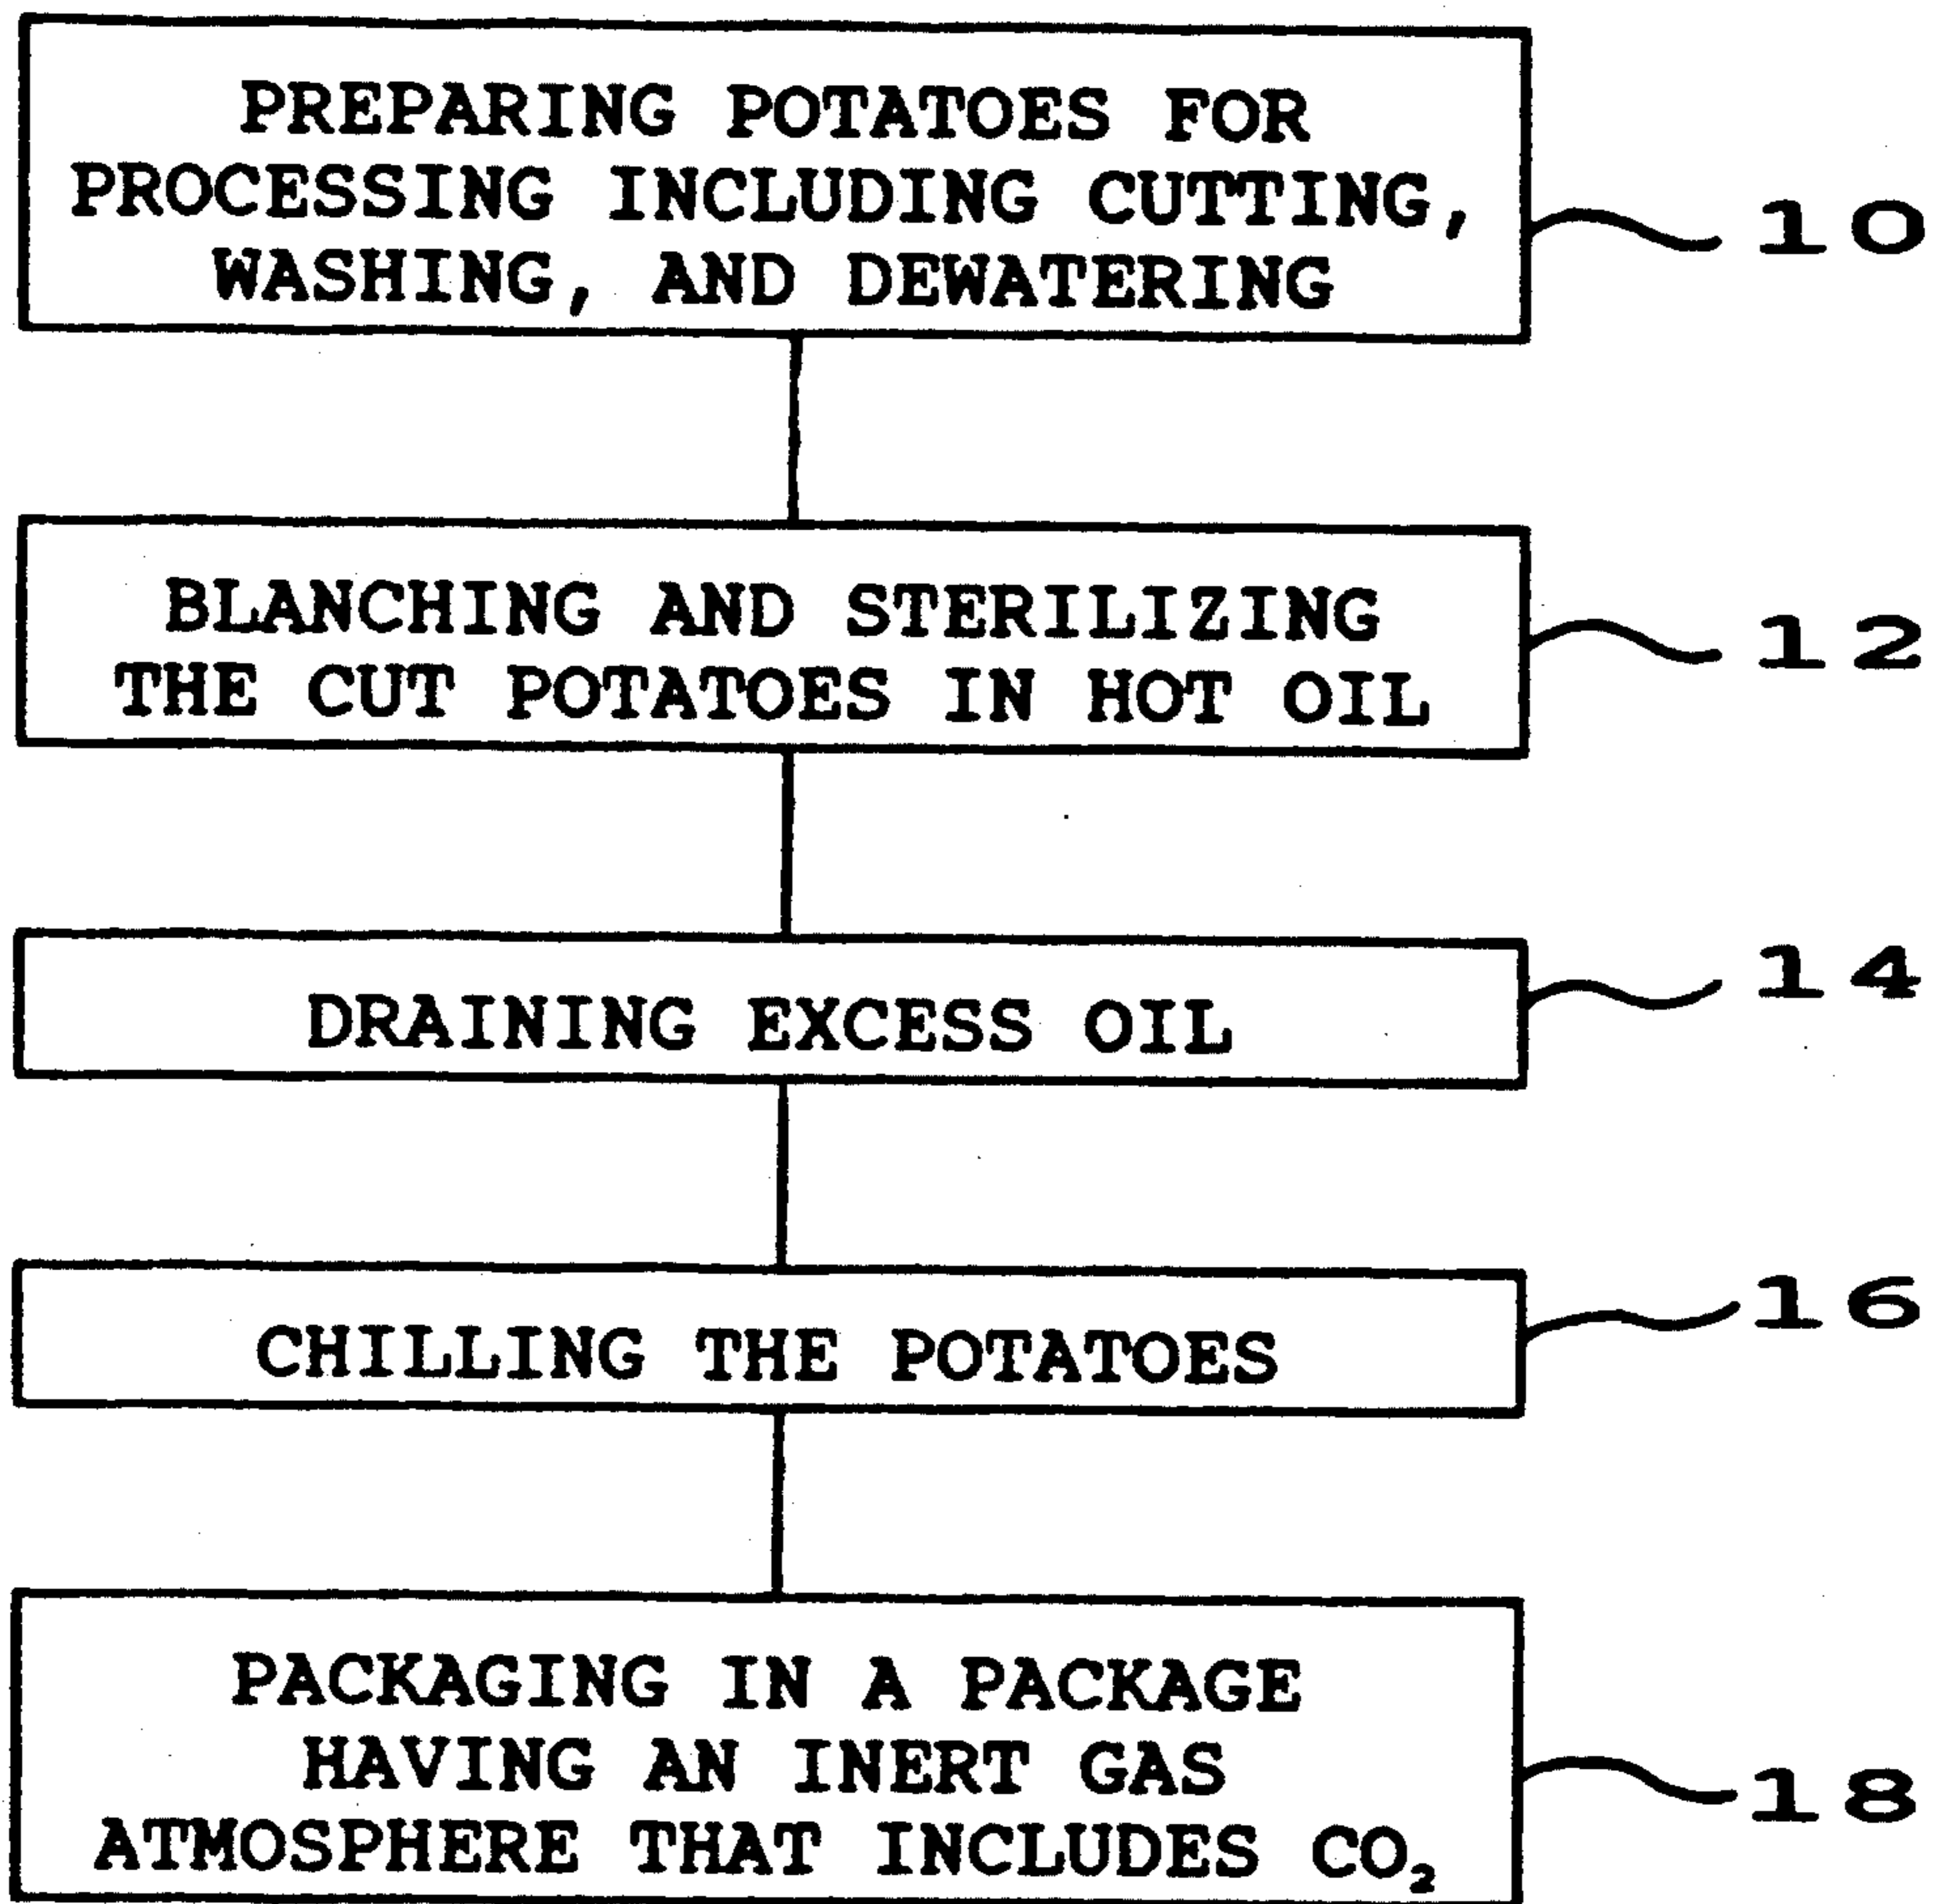 PREPARING POTATOES FOR
PROCESSING INCLUDING CUTTING,
WASHING, AND DEWATERING
10
BLANCHING AND STERILIZING
THE CUT POTATOES IN HOT OIL
12
DRAINING EXCESS OIL
14
CHILLING THE POTATOES
16
PACKAGING IN A PACKAGE
HAVING AN INERT GAS
ATMOSPHERE THAT INCLUDES CO₂
18